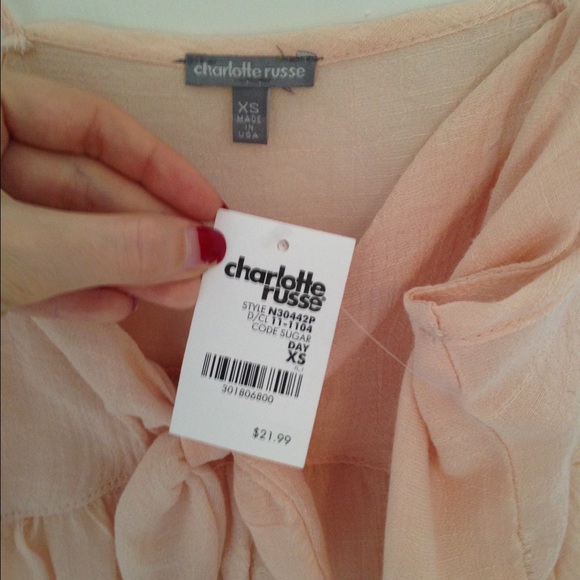 charlotte russe
XS
MADE
IN
USA
charlotte
russe
STYLE N30442P
D/CL 11-1104
CODE SUGAR
DAY
XS
301806800
$21.99